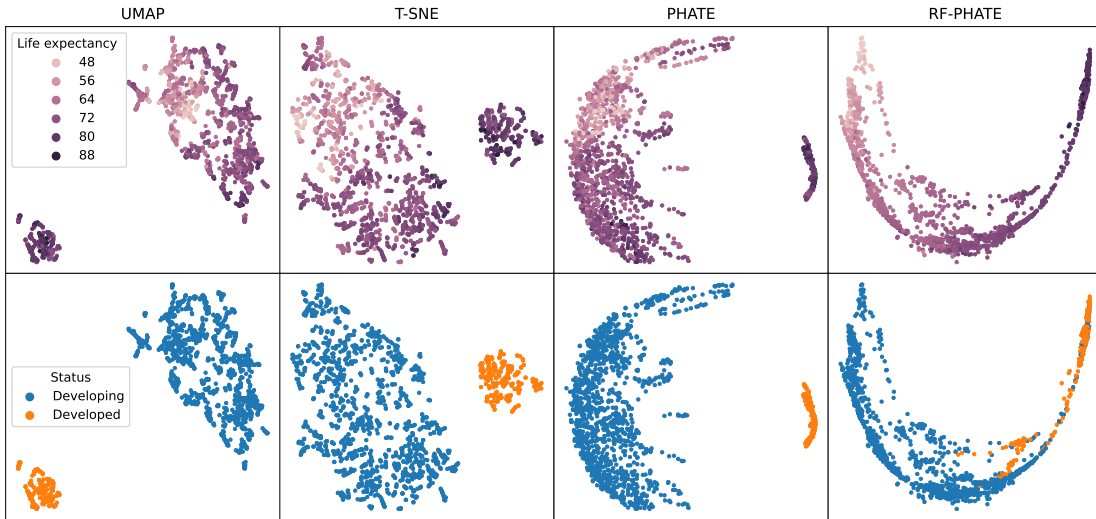 UMAP
T-SNE
PHATE
RF-PHATE
Life expectancy
48
56
64
72
80
88
Status
Developing
Developed